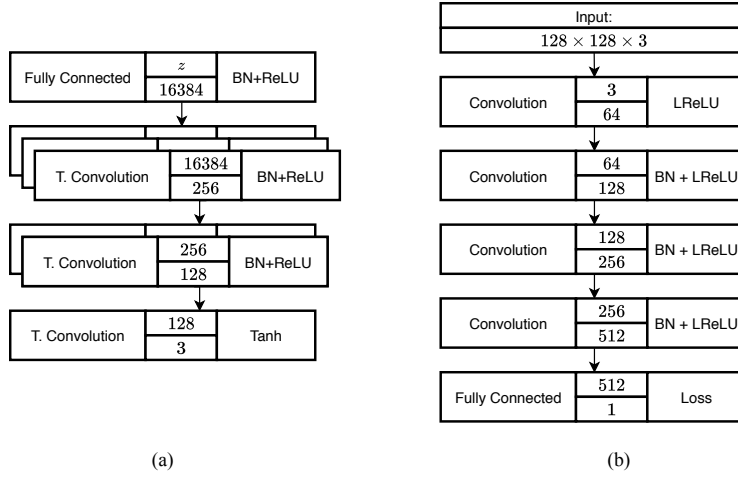 z
Fully Connected
BN+ReLU
16384
16384
T. Convolution
BN+ReLU
256
256
T. Convolution
BN+ReLU
128
128
T. Convolution
Tanh
3
(a)
Input:
128 × 128 × 3
3
Convolution
LReLU
64
64
Convolution
BN + LReLU
128
128
Convolution
BN + LReLU
256
256
Convolution
BN + LReLU
512
512
Fully Connected
Loss
1
(b)